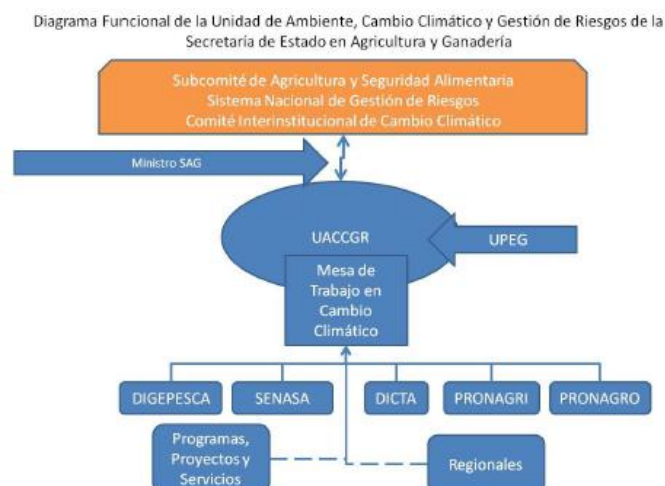 Diagrama Funcional de la Unidad de Ambiente, Cambio Climático y Gestión de Riesgos de la
Secretaría de Estado en Agricultura y Ganadería
Subcomité de Agricultura y Seguridad Alimentaria
Sistema Nacional de Gestión de Riesgos
Comité Interinstitucional de Cambio Climático
Ministro SAG
UACCGR
UPEG
Mesa de
Trabajo en
Cambio
Climático
DIGEPESCA
SENASA
DICTA
PRONAGRI
PRONAGRO
Programas,
Proyectos y
Servicios
Regionales